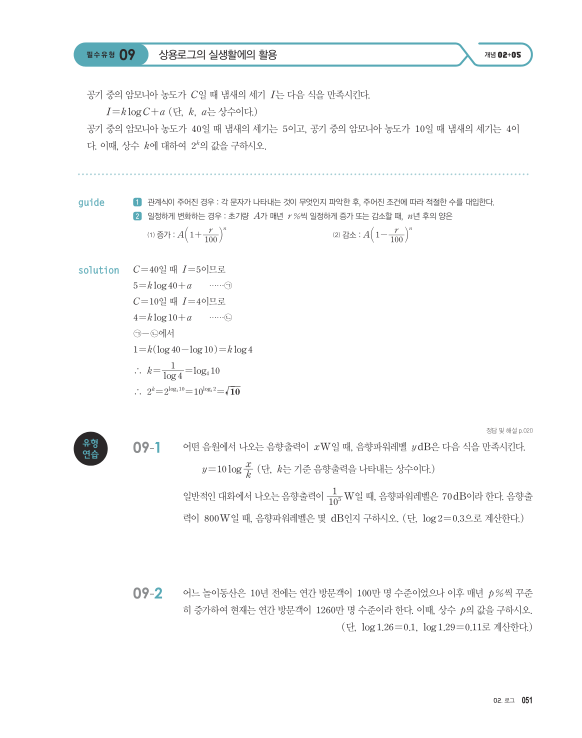 필수유형 09 상용로그의 실생활에의 활용 개념 02+05
공기 중의 암모니아 농도가 C일 때 냄새의 세기 I는 다음 식을 만족시킨다.
I=k log C+a (단, k, a는 상수이다.)
공기 중의 암모니아 농도가 40일 때 냄새의 세기는 5이고, 공기 중의 암모니아 농도가 10일 때 냄새의 세기는 4이
다. 이때, 상수 k에 대하여 2^k의 값을 구하시오.
guide 1 관계식이 주어진 경우 : 각 문자가 나타내는 것이 무엇인지 파악한 후, 주어진 조건에 따라 적절한 수를 대입한다.
2 일정하게 변화하는 경우 : 초기량 A가 매년 r%씩 일정하게 증가 또는 감소할 때, n년 후의 양은
⑴ 증가 : A(1+r/100)^n ⑵ 감소 : A(1-r/100)^n
solution C=40일 때 I=5이므로
5=k log 40+a ……㉠
C=10일 때 I=4이므로
4=k log 10+a ……㉡
㉠-㉡에서
1=k(log 40-log 10)=k log 4
∴ k=1/log 4=log₄ 10
∴ 2^k=2^(log₄ 10)=10^(log₄ 2)=√10
정답 및 해설 p.020
유형
연습
09-1 어떤 음원에서 나오는 음향출력이 x W일 때, 음향파워레벨 y dB은 다음 식을 만족시킨다.
y=10 log x/k (단, k는 기준 음향출력을 나타내는 상수이다.)
일반적인 대화에서 나오는 음향출력이 1/10⁵ W일 때, 음향파워레벨은 70 dB이라 한다. 음향출
력이 800 W일 때, 음향파워레벨은 몇 dB인지 구하시오. (단, log 2=0.3으로 계산한다.)
09-2 어느 놀이동산은 10년 전에는 연간 방문객이 100만 명 수준이었으나 이후 매년 p%씩 꾸준
히 증가하여 현재는 연간 방문객이 1260만 명 수준이라 한다. 이때, 상수 p의 값을 구하시오.
(단, log 1.26=0.1, log 1.29=0.11로 계산한다.)
02. 로그 051